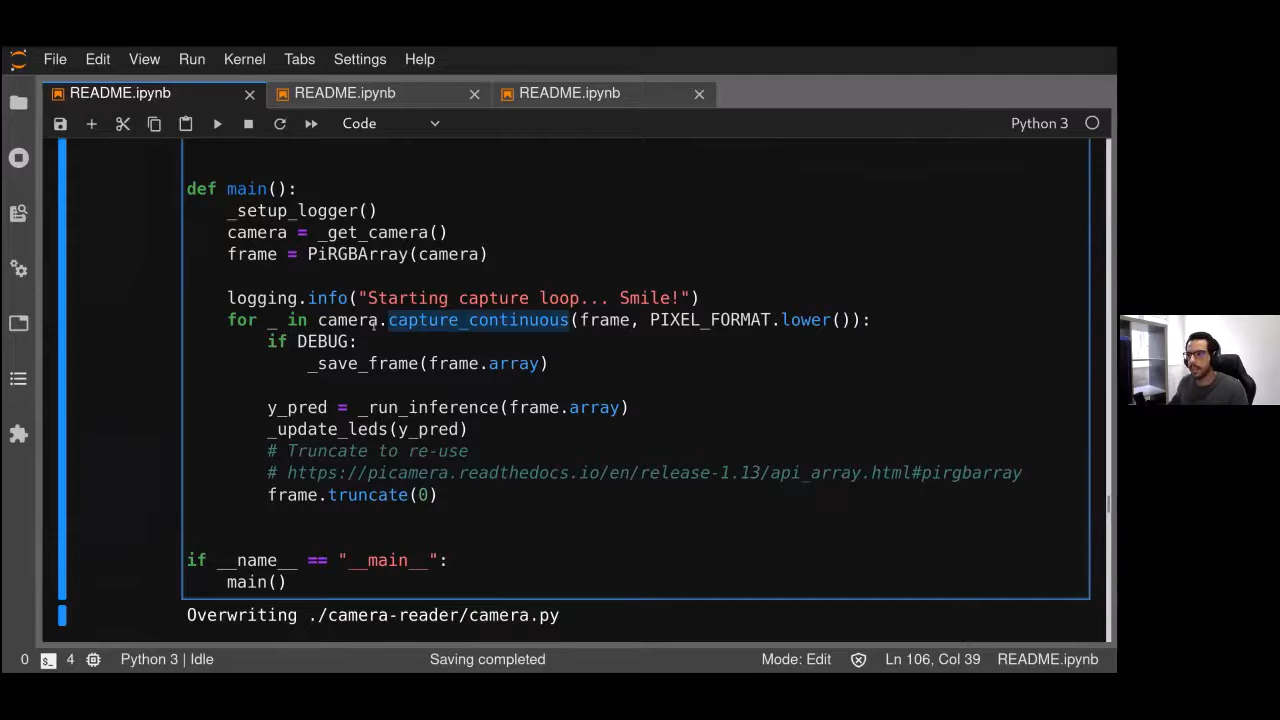 File Edit View Run Kernel Tabs Settings Help
README.ipynb README.ipynb README.ipynb
Code Python 3
def main():
_setup_logger()
camera = _get_camera()
frame = PiRGBArray(camera)
logging.info("Starting capture loop... Smile!")
for _ in camera.capture_continuous(frame, PIXEL_FORMAT.lower()):
if DEBUG:
_save_frame(frame.array)
y_pred = _run_inference(frame.array)
_update_leds(y_pred)
# Truncate to re-use
# https://picamera.readthedocs.io/en/release-1.13/api_array.html#pirgbarray
frame.truncate(0)
if __name__ == "__main__":
main()
Overwriting ./camera-reader/camera.py
0 $_ 4 Python 3 | Idle Saving completed Mode: Edit Ln 106, Col 39 README.ipynb